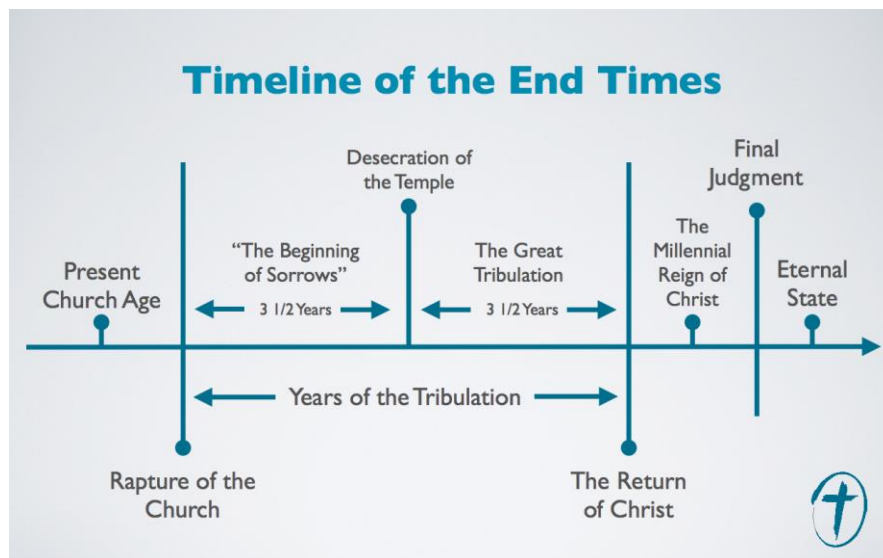 Timeline of the End Times
Present
Church Age
Rapture of the
Church
"The Beginning
of Sorrows"
3 1/2 Years
Desecration of
the Temple
The Great
Tribulation
3 1/2 Years
Years of the Tribulation
The Return
of Christ
The
Millennial
Reign of
Christ
Final
Judgment
Eternal
State